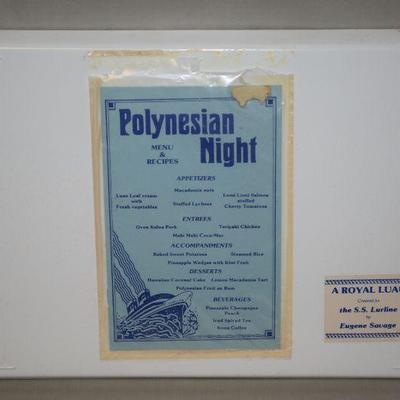 Polynesian
Night
MENU
&
RECIPES
APPETIZERS
Macadamia nuts
Luau Leaf cream
with
Fresh vegetables
Stuffed Lychees
Lomi Lomi Salmon
stuffed
Cherry Tomatoes
ENTREES
Oven Kalua Pork
Teriyaki Chicken
Mahi Mahi Coco-Mac
ACCOMPANIMENTS
Baked Sweet Potatoes
Steamed Rice
Pineapple Wedges with Kiwi Fruit
DESSERTS
Hawaiian Coconut Cake
Lemon-Macadamia Tart
Polynesian Fruit au Rum
BEVERAGES
Pineapple Champagne
Punch
Iced Spiced Tea
Kona Coffee
A ROYAL LUAU
Created for
the S.S. Lurline
by
Eugene Savage